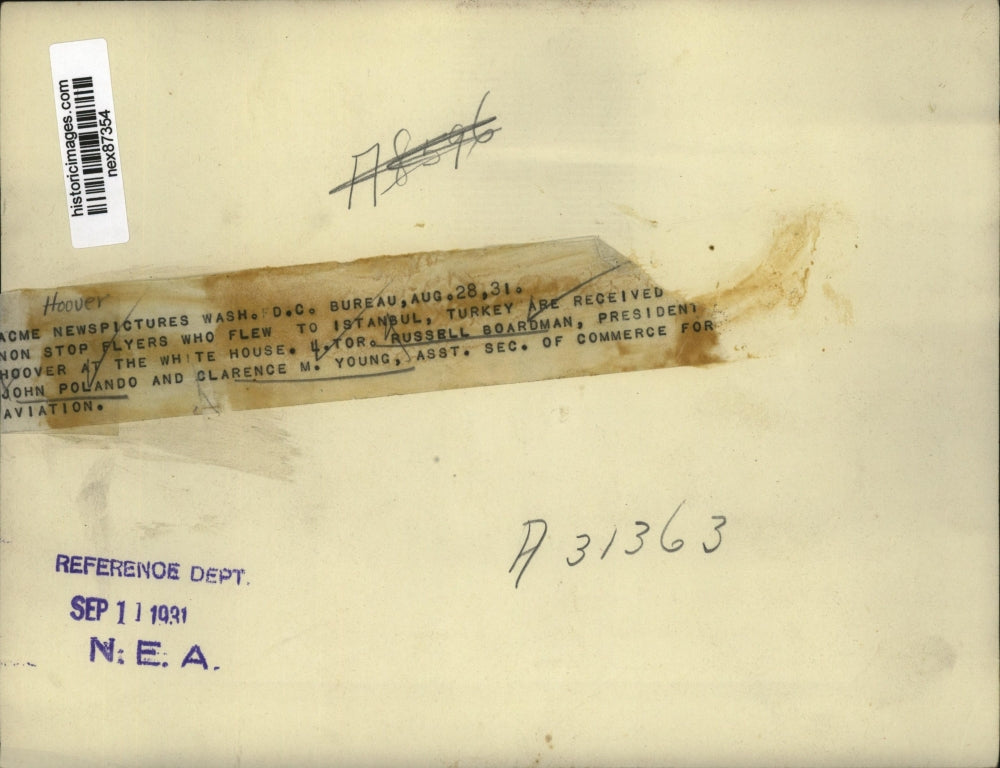 historicimages.com
nex87354
A8596
Hoover
ACME NEWSPICTURES WASH. D.C. BUREAU, AUG.28,31.
NON STOP FLYERS WHO FLEW TO ISTANBUL, TURKEY ARE RECEIVED
HOOVER AT THE WHITE HOUSE. L.TOR. RUSSELL BOARDMAN, PRESIDENT
JOHN POLANDO AND CLARENCE M. YOUNG, ASST. SEC. OF COMMERCE FOR
AVIATION.
A 31363
REFERENCE DEPT.
SEP 11 1931
N. E. A.